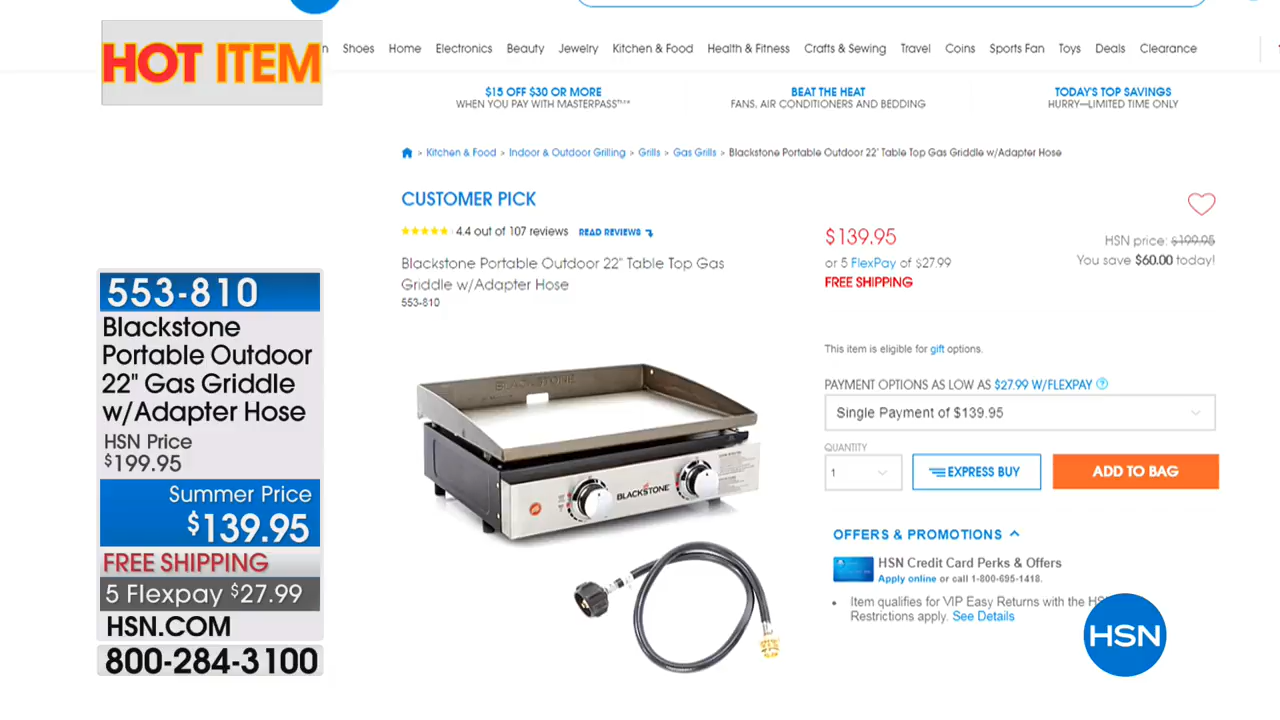 HOT ITEM
Shoes Home Electronics Beauty Jewelry Kitchen & Food Health & Fitness Crafts & Sewing Travel Coins Sports Fan Toys Deals Clearance
$15 OFF $30 OR MORE
WHEN YOU PAY WITH MASTERPASS
BEAT THE HEAT
FANS, AIR CONDITIONERS AND BEDDING
TODAY'S TOP SAVINGS
HURRY—LIMITED TIME ONLY
> Kitchen & Food > Indoor & Outdoor Grilling > Grills > Gas Grills > Blackstone Portable Outdoor 22" Table Top Gas Griddle w/Adapter Hose
CUSTOMER PICK
4.4 out of 107 reviews READ REVIEWS
Blackstone Portable Outdoor 22" Table Top Gas
Griddle w/Adapter Hose
553-810
$139.95
or 5 FlexPay of $27.99
FREE SHIPPING
HSN price: $199.95
You save $60.00 today!
This item is eligible for gift options.
PAYMENT OPTIONS AS LOW AS $27.99 W/FLEXPAY ?
Single Payment of $139.95
QUANTITY
1
EXPRESS BUY
ADD TO BAG
OFFERS & PROMOTIONS
HSN Credit Card Perks & Offers
Apply online or call 1-800-695-1418.
• Item qualifies for VIP Easy Returns with the
Restrictions apply. See Details
BLACKSTONE
BLACKSTONE
553-810
Blackstone
Portable Outdoor
22" Gas Griddle
w/Adapter Hose
HSN Price
$199.95
Summer Price
$139.95
FREE SHIPPING
5 Flexpay $27.99
HSN.COM
800-284-3100
HSN